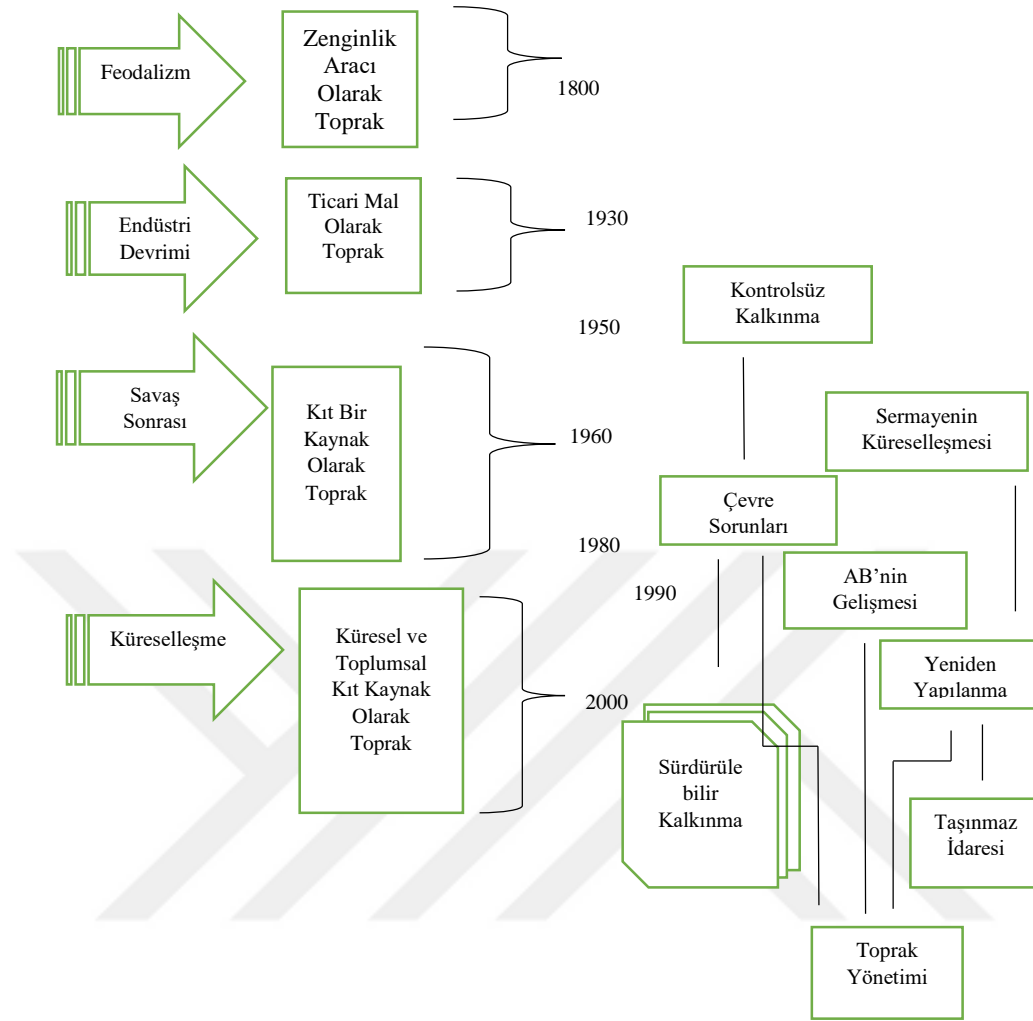 Feodalizm
Zenginlik
Aracı
Olarak
Toprak
1800
Endüstri
Devrimi
Ticari Mal
Olarak
Toprak
1930
Kontrolsüz
Kalkınma
1950
Savaş
Sonrası
Kıt Bir
Kaynak
Olarak
Toprak
1960
Sermayenin
Küreselleşmesi
Çevre
Sorunları
1980
AB’nin
Gelişmesi
1990
Küreselleşme
Küresel ve
Toplumsal
Kıt Kaynak
Olarak
Toprak
2000
Yeniden
Yapılanma
Sürdürüle
bilir
Kalkınma
Taşınmaz
İdaresi
Toprak
Yönetimi